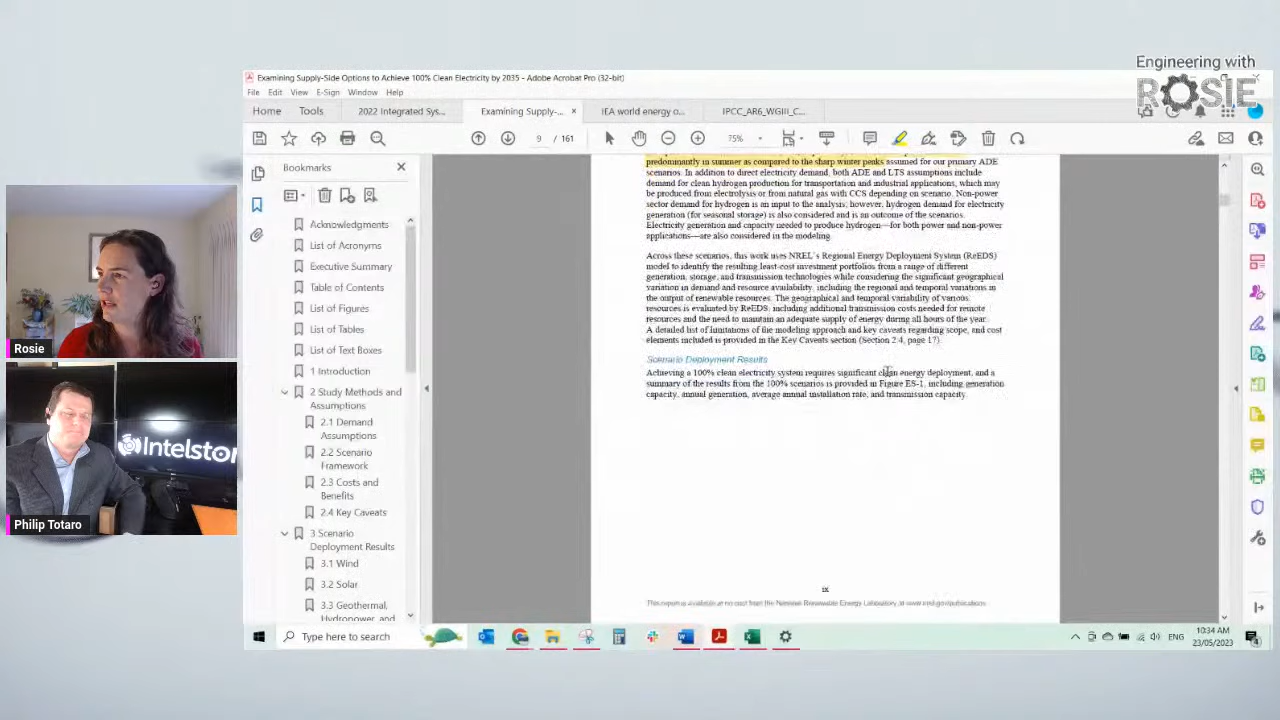 Engineering with
ROSIE
Examining Supply-Side Options to Achieve 100% Clean Electricity by 2035 - Adobe Acrobat Pro (32-bit)
File Edit View E-Sign Window Help
Home Tools 2022 Integrated Sys... Examining Supply-... × IEA world energy o... IPCC_AR6_WGIII_C...
9 / 161 75%
Bookmarks
Acknowledgments
List of Acronyms
Executive Summary
Table of Contents
List of Figures
List of Tables
List of Text Boxes
1 Introduction
2 Study Methods and
Assumptions
2.1 Demand
Assumptions
2.2 Scenario
Framework
2.3 Costs and
Benefits
2.4 Key Caveats
3 Scenario
Deployment Results
3.1 Wind
3.2 Solar
3.3 Geothermal,
Hydropower, and
predominantly in summer as compared to the sharp winter peaks assumed for our primary ADE
scenarios. In addition to direct electricity demand, both ADE and LTS assumptions include
demand for clean hydrogen production for transportation and industrial applications, which may
be produced from electrolysis or from natural gas with CCS depending on scenario. Non-power
sector demand for hydrogen is an input to the analysis; however, hydrogen demand for electricity
generation (for seasonal storage) is also considered and is an outcome of the scenarios.
Electricity generation and capacity needed to produce hydrogen—for both power and non-power
applications—are also considered in the modeling.
Across these scenarios, this work uses NREL's Regional Energy Deployment System (ReEDS)
model to identify the resulting least-cost investment portfolios from a range of different
generation, storage, and transmission technologies while considering the significant geographical
variation in demand and resource availability, including the regional and temporal variations in
the output of renewable resources. The geographical and temporal variability of various
resources is evaluated by ReEDS, including additional transmission costs needed for remote
resources and the need to maintain an adequate supply of energy during all hours of the year.
A detailed list of limitations of the modeling approach and key caveats regarding scope, and cost
elements included is provided in the Key Caveats section (Section 2.4, page 17).
Scenario Deployment Results
Achieving a 100% clean electricity system requires significant clean energy deployment, and a
summary of the results from the 100% scenarios is provided in Figure ES-1, including generation
capacity, annual generation, average annual installation rate, and transmission capacity.
ix
This report is available at no cost from the National Renewable Energy Laboratory at www.nrel.gov/publications
Rosie
Intelstor
Philip Totaro
Type here to search
ENG
10:34 AM
23/05/2023